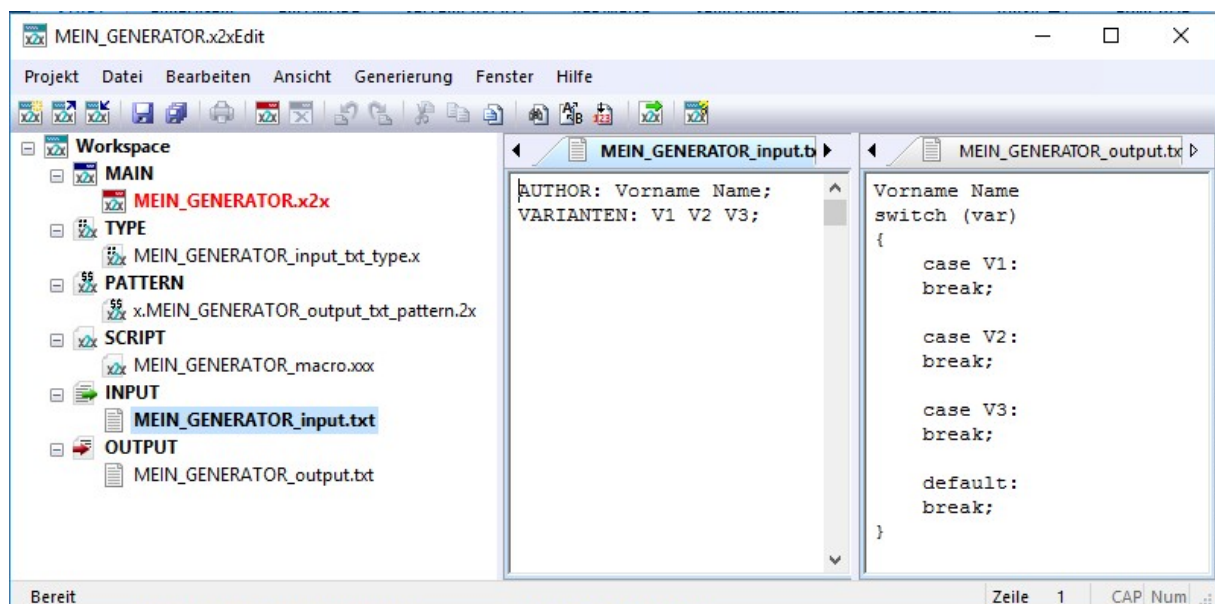 MEIN_GENERATOR.x2xEdit
Projekt Datei Bearbeiten Ansicht Generierung Fenster Hilfe
Workspace
MAIN
MEIN_GENERATOR.x2x
TYPE
MEIN_GENERATOR_input_txt_type.x
PATTERN
x.MEIN_GENERATOR_output_txt_pattern.2x
SCRIPT
MEIN_GENERATOR_macro.xxx
INPUT
MEIN_GENERATOR_input.txt
OUTPUT
MEIN_GENERATOR_output.txt
MEIN_GENERATOR_input.tx
AUTHOR: Vorname Name;
VARIANTEN: V1 V2 V3;
MEIN_GENERATOR_output.tx
Vorname Name
switch (var)
{
case V1:
break;
case V2:
break;
case V3:
break;
default:
break;
}
Bereit
Zeile 1 CAP Num